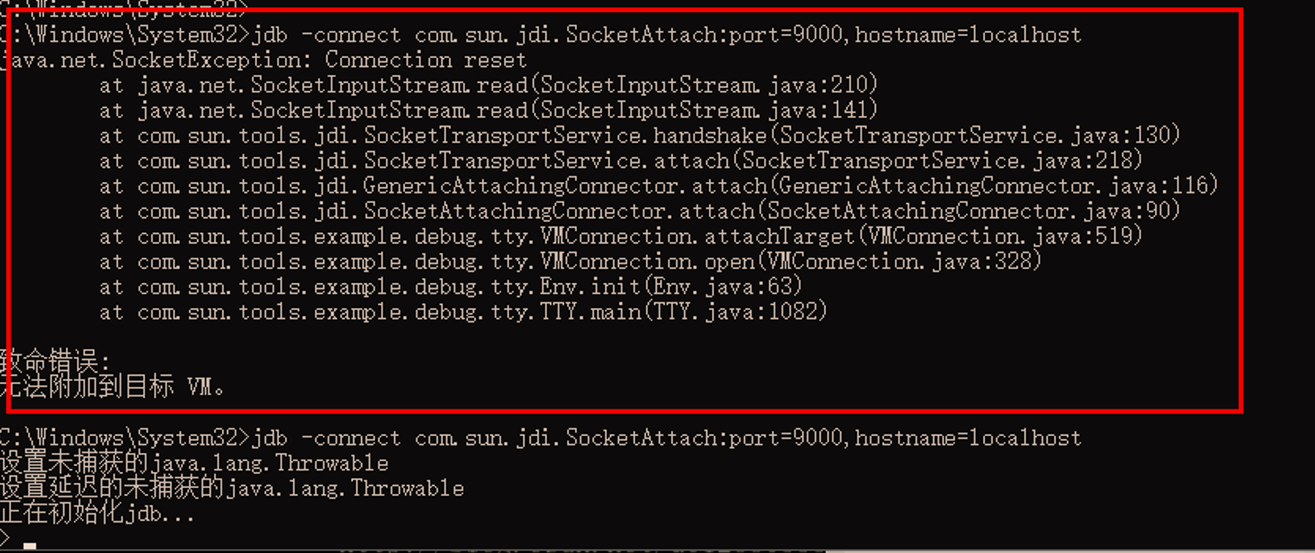 C:\Windows\System32>
C:\Windows\System32>jdb -connect com.sun.jdi.SocketAttach:port=9000,hostname=localhost
java.net.SocketException: Connection reset
at java.net.SocketInputStream.read(SocketInputStream.java:210)
at java.net.SocketInputStream.read(SocketInputStream.java:141)
at com.sun.tools.jdi.SocketTransportService.handshake(SocketTransportService.java:130)
at com.sun.tools.jdi.SocketTransportService.attach(SocketTransportService.java:218)
at com.sun.tools.jdi.GenericAttachingConnector.attach(GenericAttachingConnector.java:116)
at com.sun.tools.jdi.SocketAttachingConnector.attach(SocketAttachingConnector.java:90)
at com.sun.tools.example.debug.tty.VMConnection.attachTarget(VMConnection.java:519)
at com.sun.tools.example.debug.tty.VMConnection.open(VMConnection.java:328)
at com.sun.tools.example.debug.tty.Env.init(Env.java:63)
at com.sun.tools.example.debug.tty.TTY.main(TTY.java:1082)
致命错误:
无法附加到目标 VM。
C:\Windows\System32>jdb -connect com.sun.jdi.SocketAttach:port=9000,hostname=localhost
设置未捕获的java.lang.Throwable
设置延迟的未捕获的java.lang.Throwable
正在初始化jdb...
>